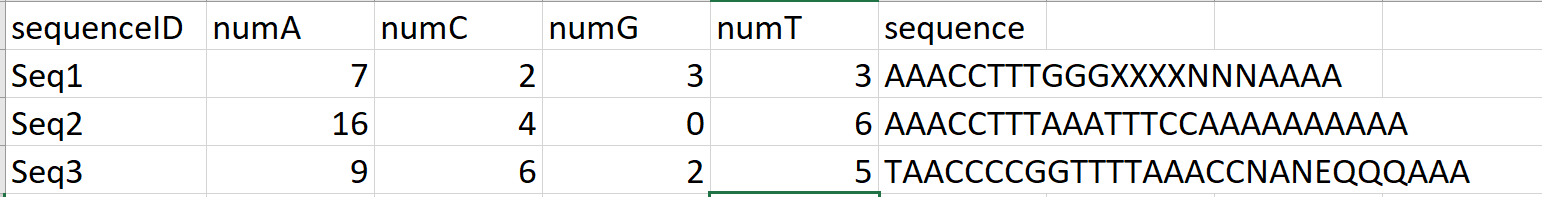 sequenceID numA numC numG numT sequence
Seq1 7 2 3 3 AAACCTTTGGGXXXXNNNAAAA
Seq2 16 4 0 6 AAACCTTTAAATTTCCAAAAAAAAAA
Seq3 9 6 2 5 TAACCCCGGTTTTAAACCNANEQQQAAA